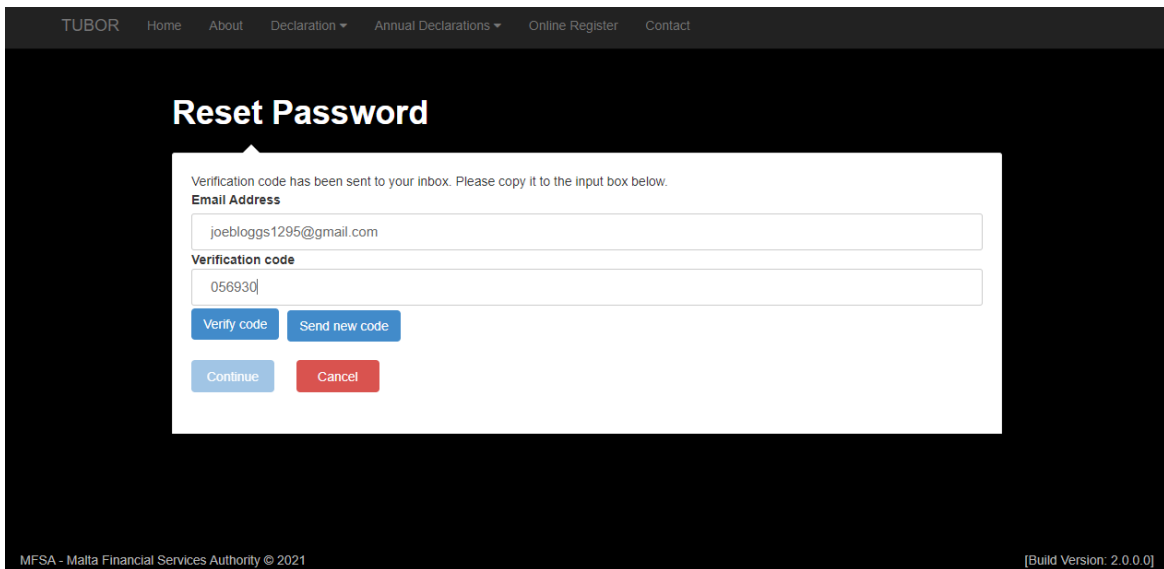 TUBOR Home About Declaration Annual Declarations Online Register Contact
Reset Password
Verification code has been sent to your inbox. Please copy it to the input box below.
Email Address
joebloggs1295@gmail.com
Verification code
056930
Verify code Send new code
Continue Cancel
MFSA - Malta Financial Services Authority © 2021 [Build Version: 2.0.0.0]